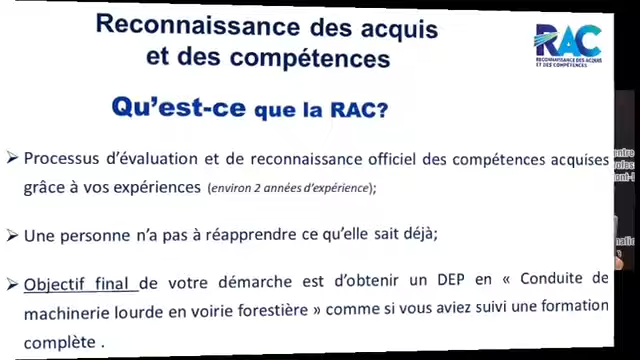 Reconnaissance des acquis
et des compétences
RAC
RECONNAISSANCE DES ACQUIS
ET DES COMPÉTENCES
Qu’est-ce que la RAC?
➢ Processus d’évaluation et de reconnaissance officiel des compétences acquises
grâce à vos expériences (environ 2 années d’expérience);
➢ Une personne n’a pas à réapprendre ce qu’elle sait déjà;
➢ Objectif final de votre démarche est d’obtenir un DEP en « Conduite de
machinerie lourde en voirie forestière » comme si vous aviez suivi une formation
complète .